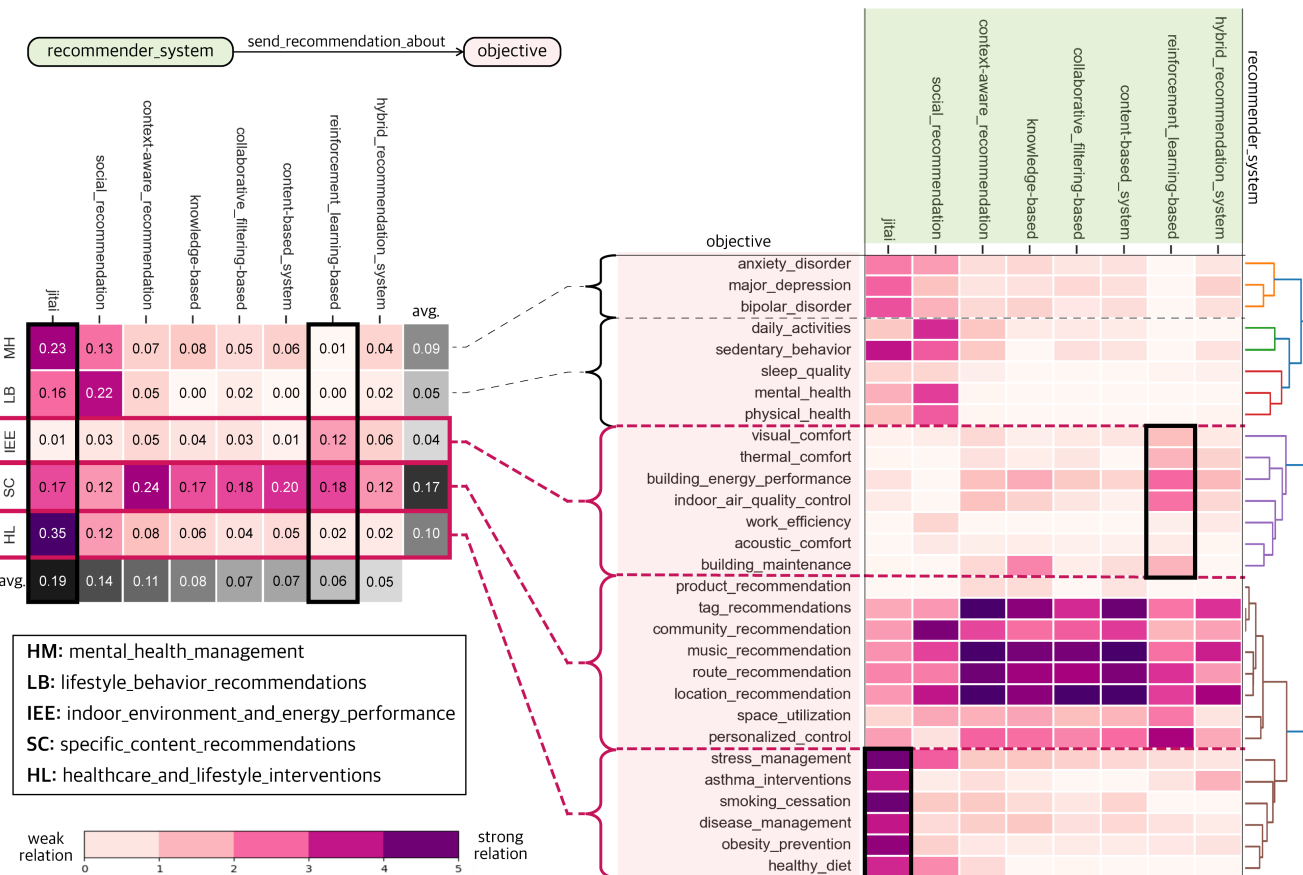 recommender_system send_recommendation_about objective
jitai
social_recommendation
context-aware_recommendation
knowledge-based
collaborative_filtering-based
content-based_system
reinforcement_learning-based
hybrid_recommendation_system
avg.
MH 0.23 0.13 0.07 0.08 0.05 0.06 0.01 0.04 0.09
LB 0.16 0.22 0.05 0.00 0.02 0.00 0.00 0.02 0.05
IEE 0.01 0.03 0.05 0.04 0.03 0.01 0.12 0.06 0.04
SC 0.17 0.12 0.24 0.17 0.18 0.20 0.18 0.12 0.17
HL 0.35 0.12 0.08 0.06 0.04 0.05 0.02 0.02 0.10
avg. 0.19 0.14 0.11 0.08 0.07 0.07 0.06 0.05
HM: mental_health_management
LB: lifestyle_behavior_recommendations
IEE: indoor_environment_and_energy_performance
SC: specific_content_recommendations
HL: healthcare_and_lifestyle_interventions
weak relation
0 1 2 3 4 5
strong relation
jitai
social_recommendation
context-aware_recommendation
knowledge-based
collaborative_filtering-based
content-based_system
reinforcement_learning-based
hybrid_recommendation_system
recommender_system
objective
anxiety_disorder
major_depression
bipolar_disorder
daily_activities
sedentary_behavior
sleep_quality
mental_health
physical_health
visual_comfort
thermal_comfort
building_energy_performance
indoor_air_quality_control
work_efficiency
acoustic_comfort
building_maintenance
product_recommendation
tag_recommendations
community_recommendation
music_recommendation
route_recommendation
location_recommendation
space_utilization
personalized_control
stress_management
asthma_interventions
smoking_cessation
disease_management
obesity_prevention
healthy_diet